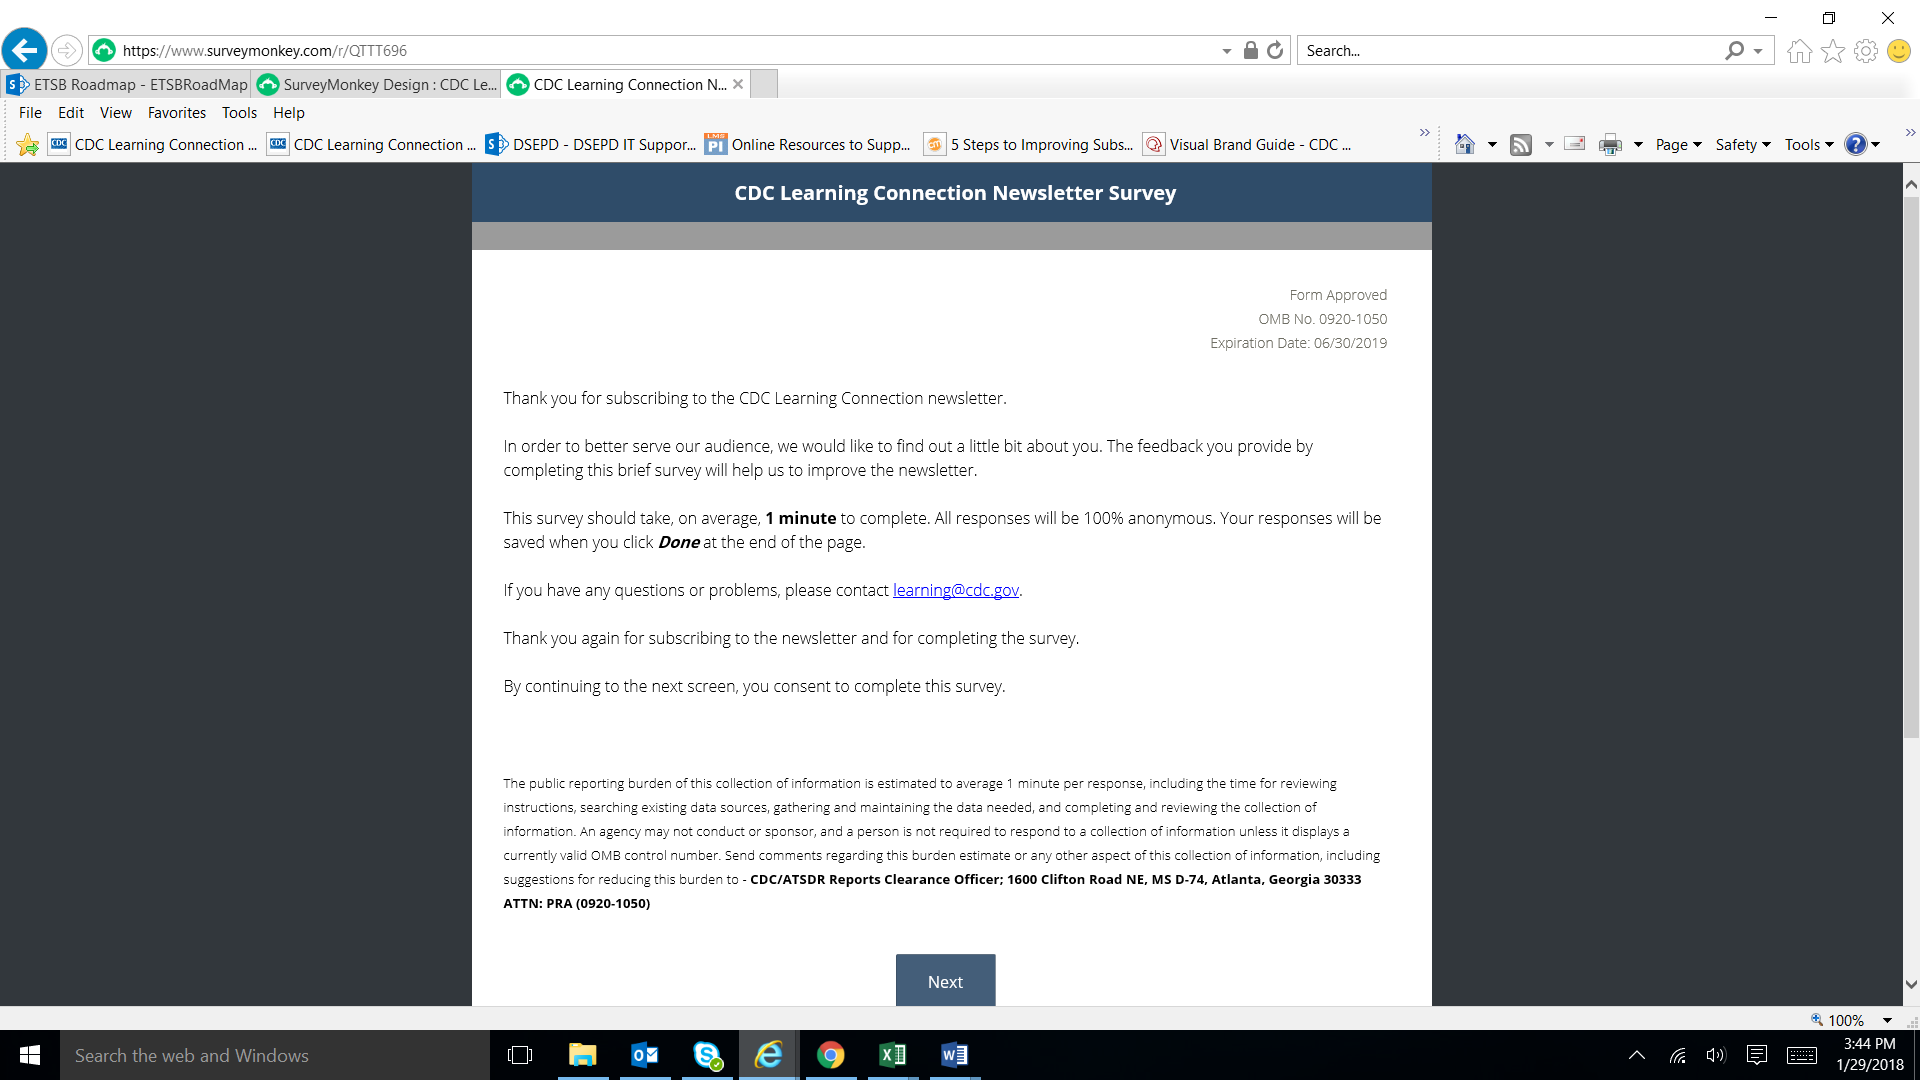 https://www.surveymonkey.com/r/QTTT696
Search...
ETSB Roadmap - ETSBRoadMap
SurveyMonkey Design : CDC Le...
CDC Learning Connection N...
File Edit View Favorites Tools Help
CDC Learning Connection ...
CDC Learning Connection ...
DSEPD - DSEPD IT Suppor...
Online Resources to Supp...
5 Steps to Improving Subs...
Visual Brand Guide - CDC ...
Page Safety Tools
CDC Learning Connection Newsletter Survey
Form Approved
OMB No. 0920-1050
Expiration Date: 06/30/2019
Thank you for subscribing to the CDC Learning Connection newsletter.
In order to better serve our audience, we would like to find out a little bit about you. The feedback you provide by
completing this brief survey will help us to improve the newsletter.
This survey should take, on average, 1 minute to complete. All responses will be 100% anonymous. Your responses will be
saved when you click Done at the end of the page.
If you have any questions or problems, please contact learning@cdc.gov.
Thank you again for subscribing to the newsletter and for completing the survey.
By continuing to the next screen, you consent to complete this survey.
The public reporting burden of this collection of information is estimated to average 1 minute per response, including the time for reviewing
instructions, searching existing data sources, gathering and maintaining the data needed, and completing and reviewing the collection of
information. An agency may not conduct or sponsor, and a person is not required to respond to a collection of information unless it displays a
currently valid OMB control number. Send comments regarding this burden estimate or any other aspect of this collection of information, including
suggestions for reducing this burden to - CDC/ATSDR Reports Clearance Officer; 1600 Clifton Road NE, MS D-74, Atlanta, Georgia 30333
ATTN: PRA (0920-1050)
Next
100%
Search the web and Windows
3:44 PM
1/29/2018